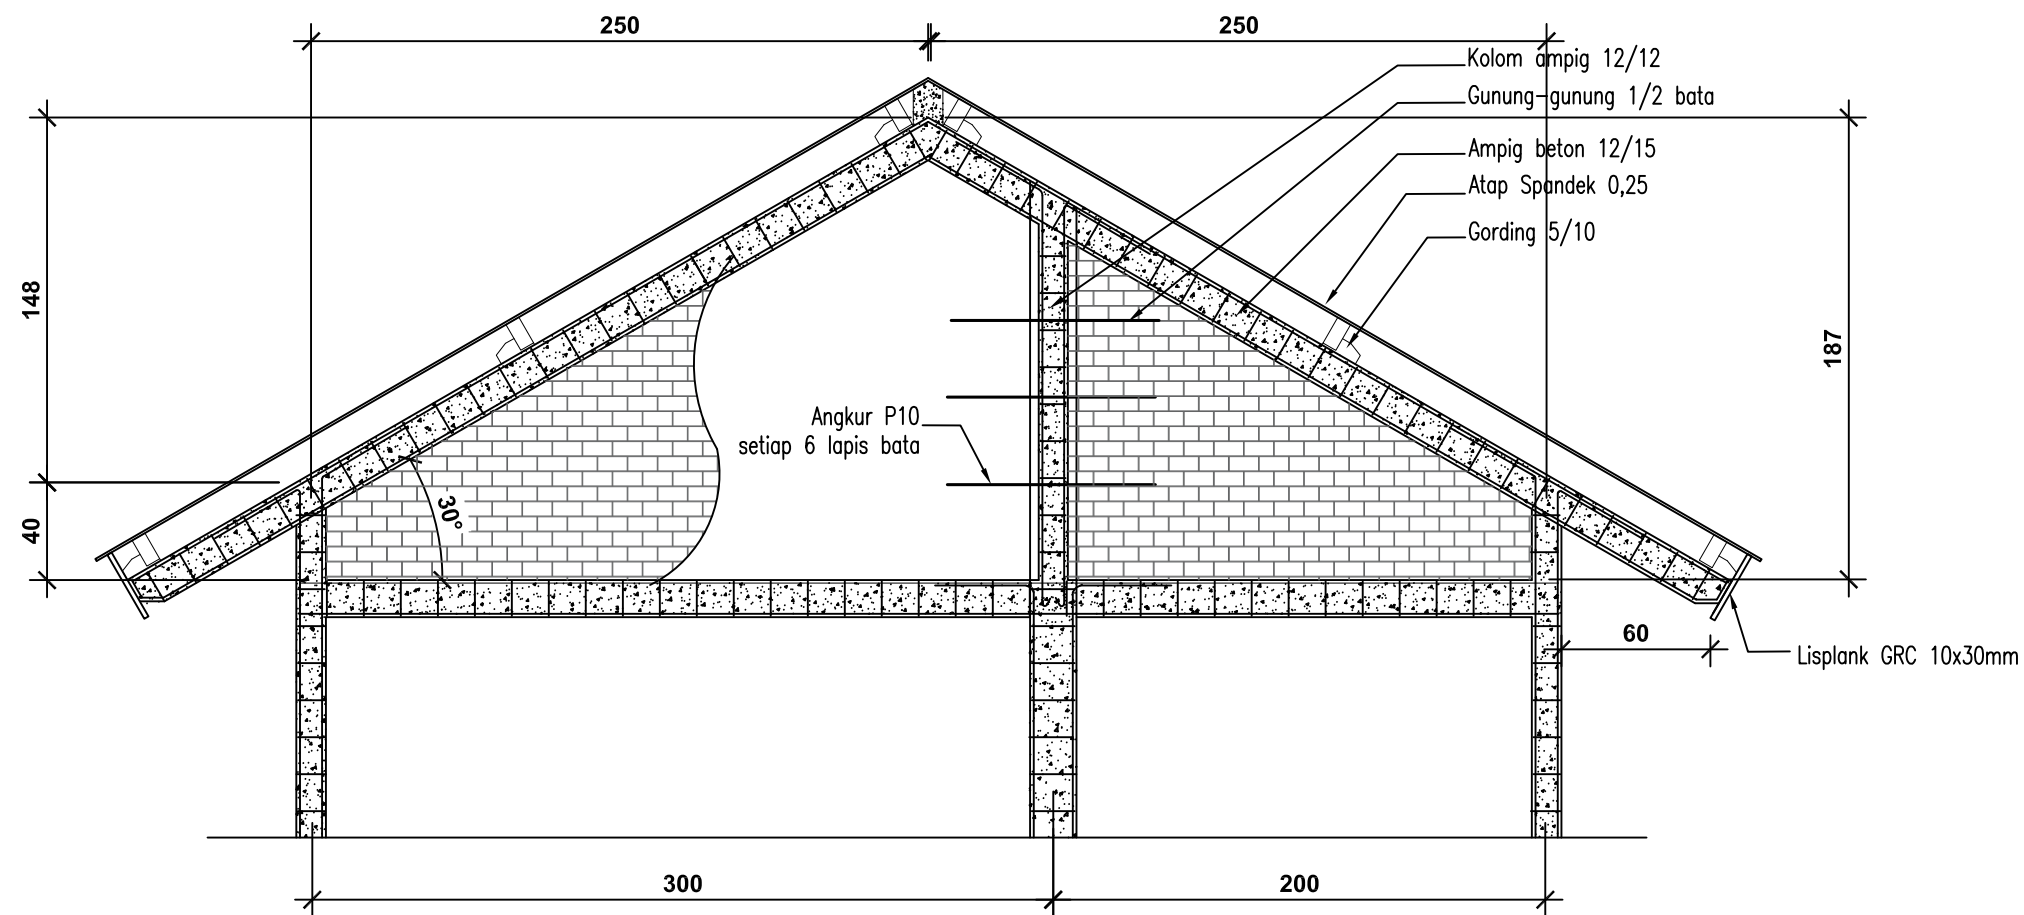 250
250
Kolom ampig 12/12
Gunung-gunung 1/2 bata
Ampig beton 12/15
Atap Spandek 0,25
Gording 5/10
148
187
Angkur P10
setiap 6 lapis bata
30°
40
60
Lisplank GRC 10x30mm
300
200